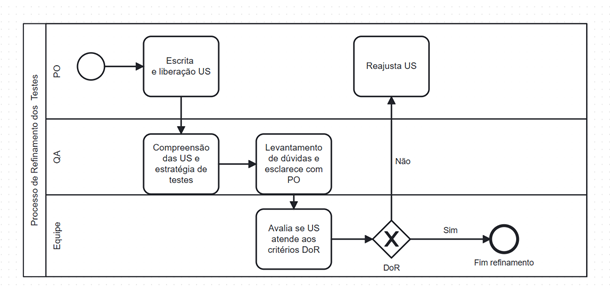 Processo de Refinamento dos Testes
PO
Escrita
e liberação US
Reajusta US
QA
Compreensão
das US e
estratégia de
testes
Levantamento
de dúvidas e
esclarece com
PO
Não
Equipe
Avalia se US
atende aos
critérios DoR
DoR
Sim
Fim refinamento